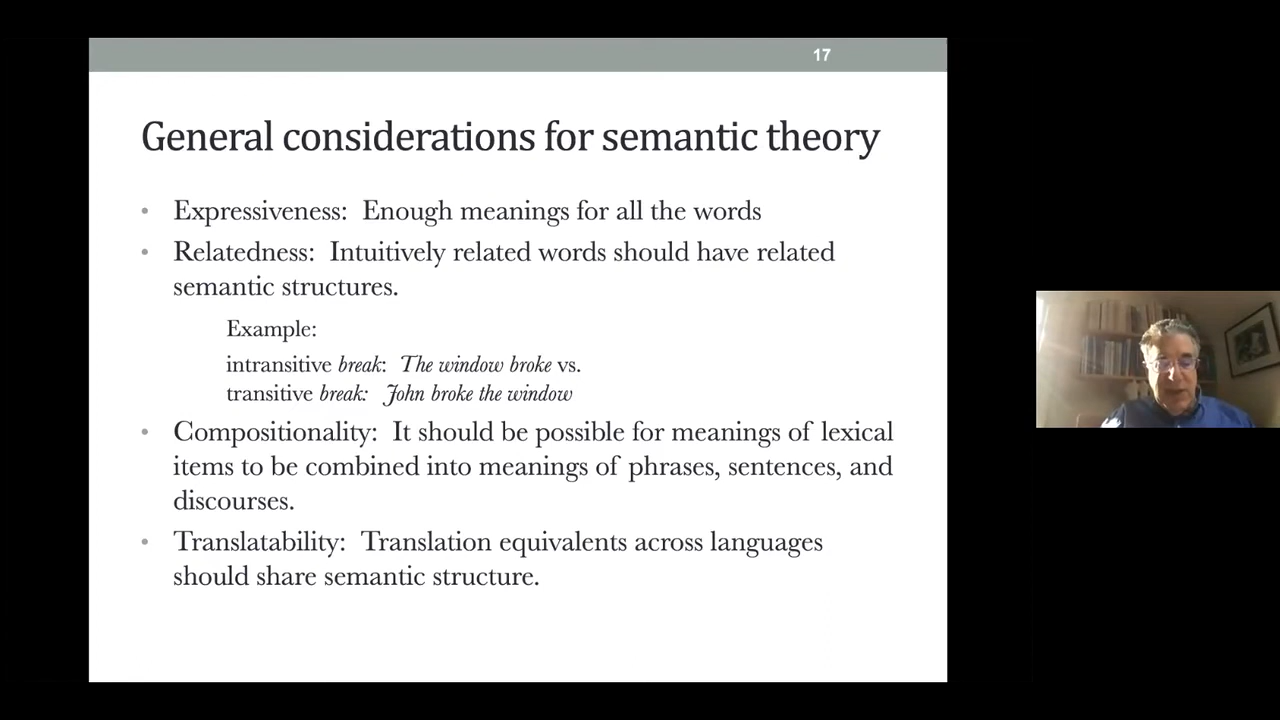 17
General considerations for semantic theory
• Expressiveness: Enough meanings for all the words
• Relatedness: Intuitively related words should have related
semantic structures.
Example:
intransitive break: The window broke vs.
transitive break: John broke the window
• Compositionality: It should be possible for meanings of lexical
items to be combined into meanings of phrases, sentences, and
discourses.
• Translatability: Translation equivalents across languages
should share semantic structure.